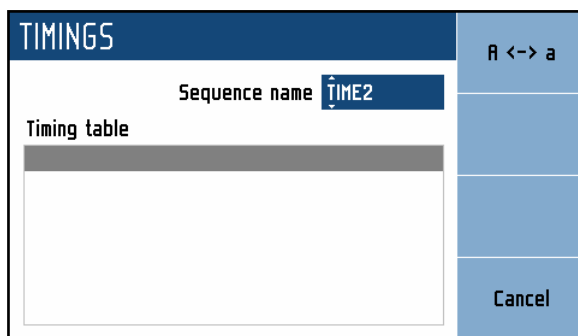 TIMINGS
A <-> a
Sequence name TIME2
Timing table
Cancel